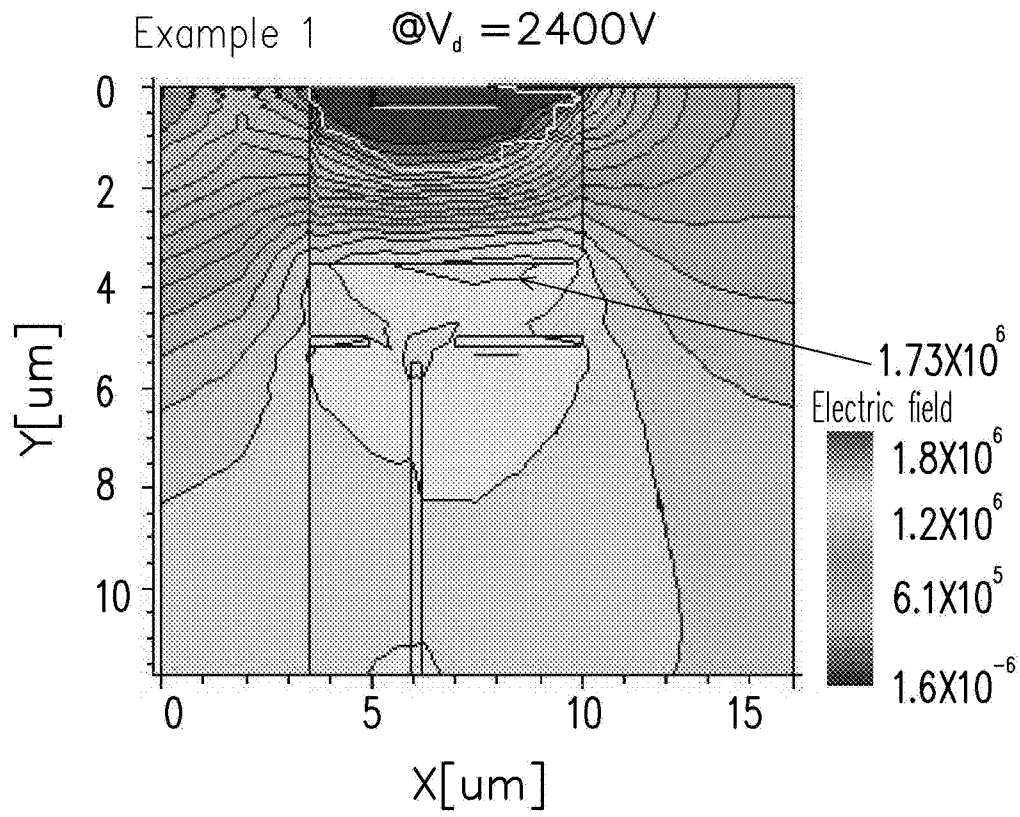 Example 1 @Vd =2400V
0
2
4
6
8
10
Y[um]
0 5 10 15
X[um]
1.73X10^6
Electric field
1.8X10^6
1.2X10^6
6.1X10^5
1.6X10^-6